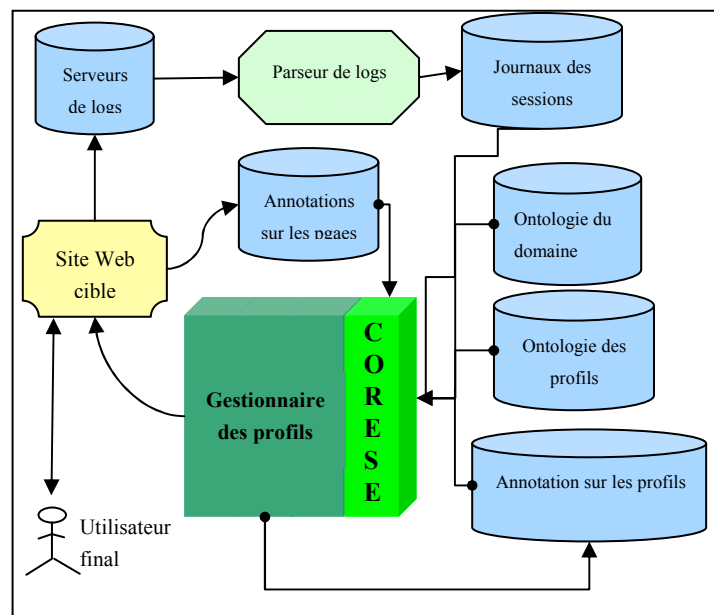 Serveurs
de logs
Parseur de logs
Journaux des
sessions
Annotations
sur les pgaes
Ontologie du
domaine
Site Web
cible
C
O
R
E
S
E
Gestionnaire
des profils
Ontologie des
profils
Annotation sur les profils
Utilisateur
final